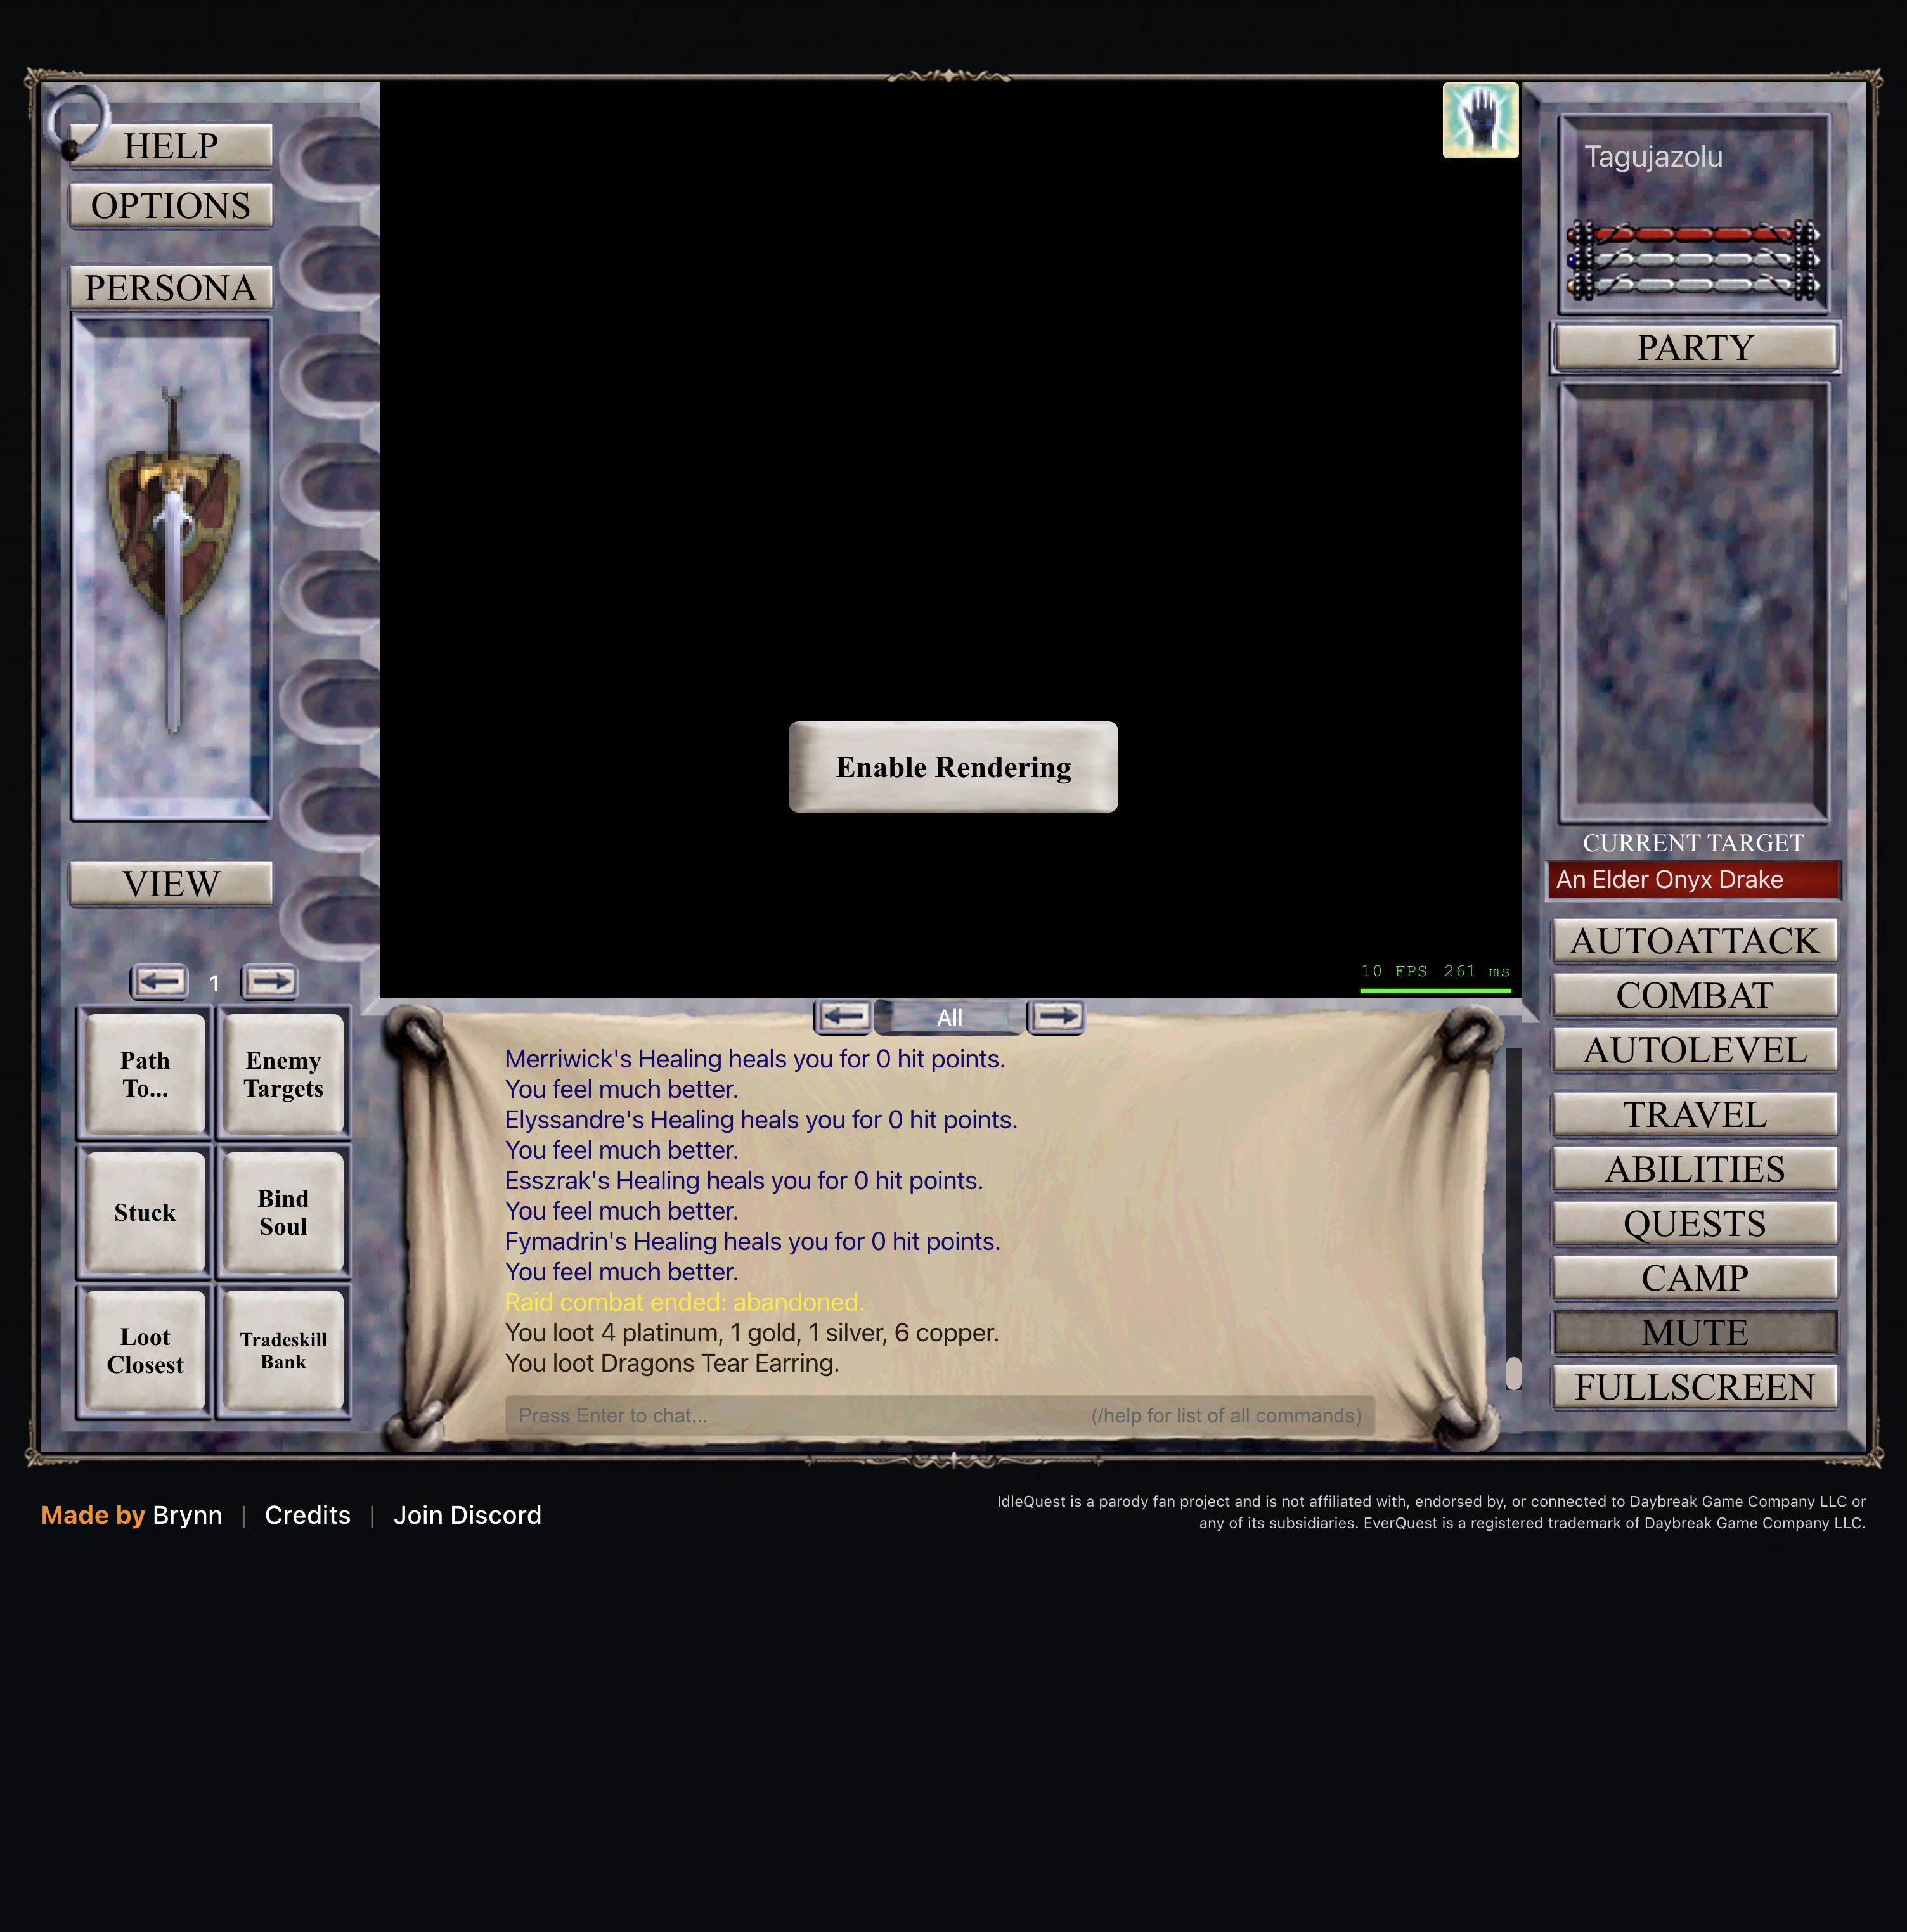 HELP
OPTIONS
PERSONA
VIEW
1
Path
To...
Enemy
Targets
Stuck
Bind
Soul
Loot
Closest
Tradeskill
Bank
Enable Rendering
10 FPS 261 ms
All
Merriwick's Healing heals you for 0 hit points.
You feel much better.
Elyssandre's Healing heals you for 0 hit points.
You feel much better.
Esszrak's Healing heals you for 0 hit points.
You feel much better.
Fymadrin's Healing heals you for 0 hit points.
You feel much better.
Raid combat ended: abandoned.
You loot 4 platinum, 1 gold, 1 silver, 6 copper.
You loot Dragons Tear Earring.
Press Enter to chat... (/help for list of all commands)
Tagujazolu
PARTY
CURRENT TARGET
An Elder Onyx Drake
AUTOATTACK
COMBAT
AUTOLEVEL
TRAVEL
ABILITIES
QUESTS
CAMP
MUTE
FULLSCREEN
Made by Brynn | Credits | Join Discord
IdleQuest is a parody fan project and is not affiliated with, endorsed by, or connected to Daybreak Game Company LLC or
any of its subsidiaries. EverQuest is a registered trademark of Daybreak Game Company LLC.